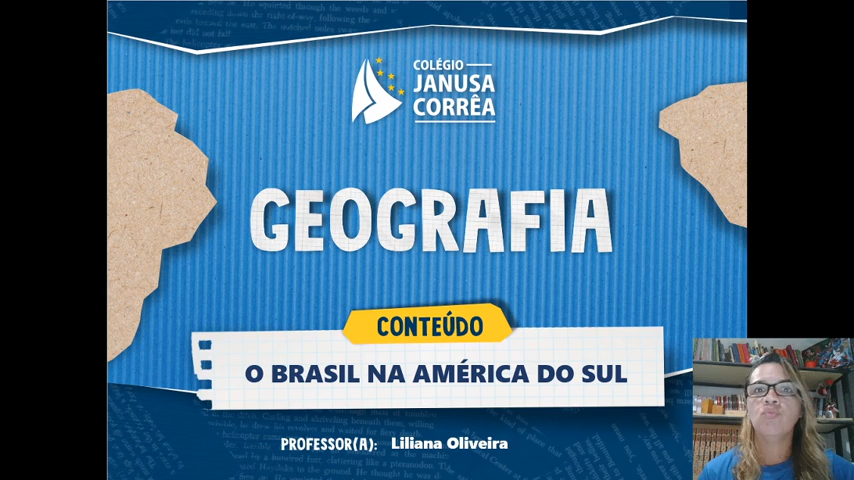 COLÉGIO
JANUSA
CORRÊA
GEOGRAFIA
CONTEÚDO
O BRASIL NA AMÉRICA DO SUL
PROFESSOR(A): Liliana Oliveira